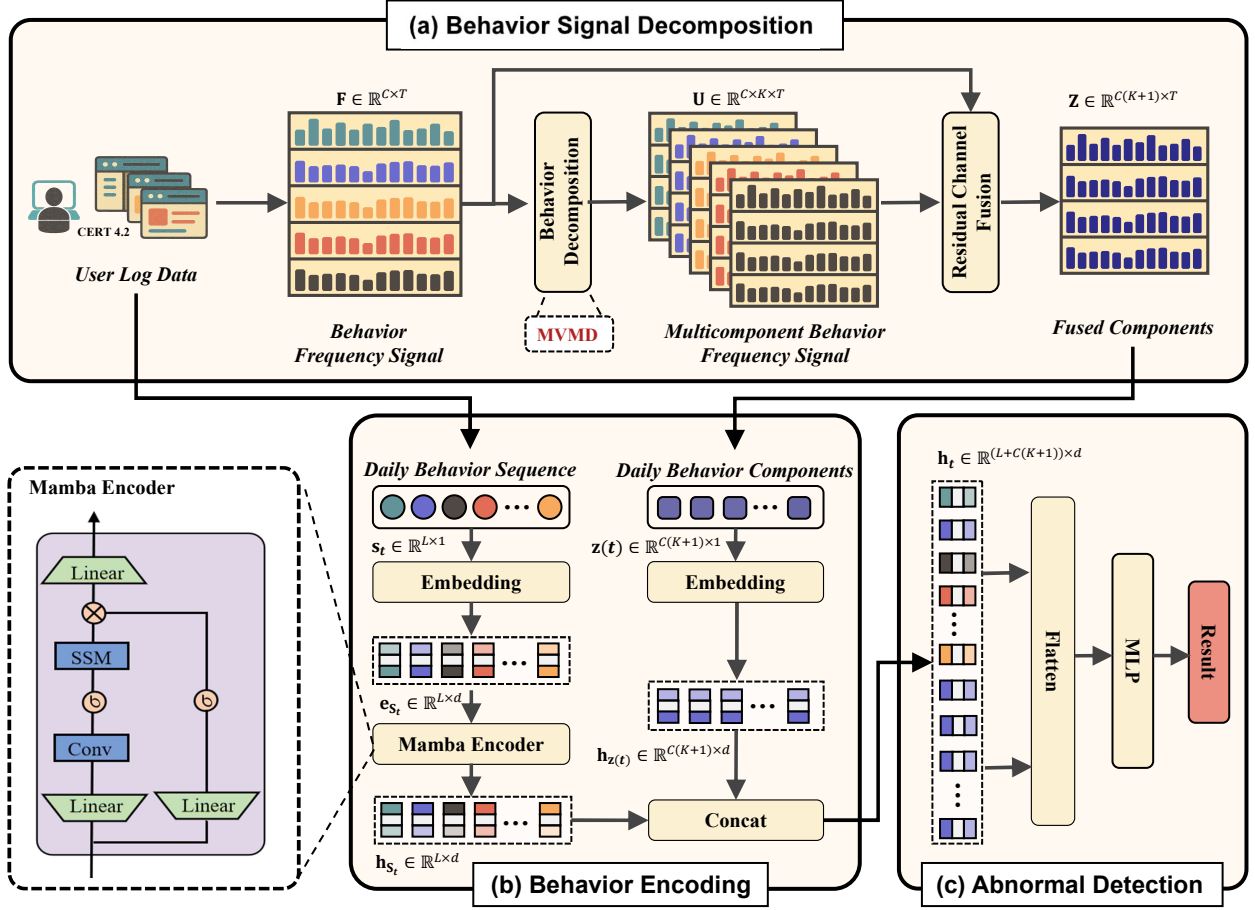 (a) Behavior Signal Decomposition
F ∈ ℝ^{C×T}
U ∈ ℝ^{C×K×T}
Z ∈ ℝ^{C(K+1)×T}
CERT 4.2
User Log Data
Behavior
Decomposition
Residual Channel
Fusion
MVMD
Behavior
Frequency Signal
Multicomponent Behavior
Frequency Signal
Fused Components
Mamba Encoder
Linear
SSM
σ
σ
Conv
Linear
Linear
Daily Behavior Sequence
Daily Behavior Components
s_t ∈ ℝ^{L×1}
z(t) ∈ ℝ^{C(K+1)×1}
Embedding
Embedding
e_{S_t} ∈ ℝ^{L×d}
Mamba Encoder
h_{z(t)} ∈ ℝ^{C(K+1)×d}
Concat
h_{S_t} ∈ ℝ^{L×d}
(b) Behavior Encoding
h_t ∈ ℝ^{(L+C(K+1))×d}
Flatten
MLP
Result
(c) Abnormal Detection